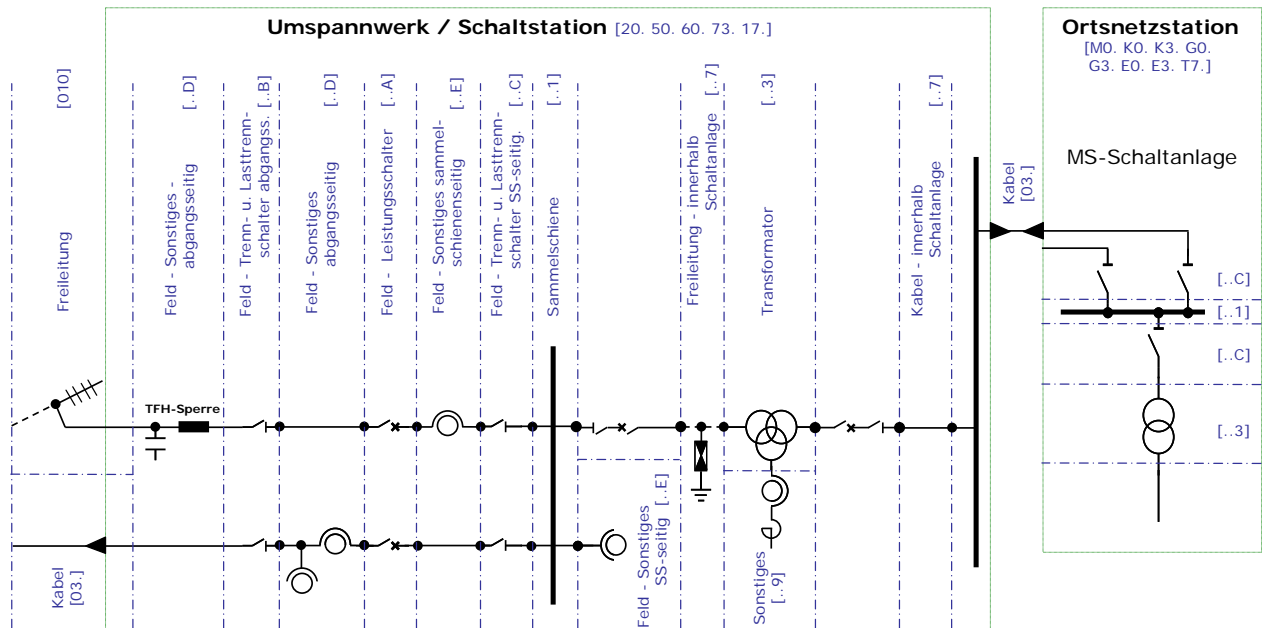 Umspannwerk / Schaltstation [20. 50. 60. 73. 17.]
Ortsnetzstation
[M0. K0. K3. G0.
G3. E0. E3. T7.]
Freileitung [010]
Feld - Sonstiges - [..D]
abgangsseitig
Feld - Trenn- u. Lasttrenn-
schalter abgangss. [..B]
Feld - Sonstiges [..D]
abgangsseitig
Feld - Leistungsschalter [..A]
Feld - Sonstiges sammel-
schienenseitig [..E]
Feld - Trenn- u. Lasttrenn-
schalter SS-seitig. [..C]
Sammelschiene [..1]
Freileitung - innerhalb
Schaltanlage [..7]
Transformator [..3]
Kabel - innerhalb
Schaltanlage [..7]
Kabel
[03.]
MS-Schaltanlage
[..C]
[..1]
[..C]
[..3]
TFH-Sperre
Feld - Sonstiges
SS-seitig [..E]
Sonstiges
[..9]
Kabel
[03.]